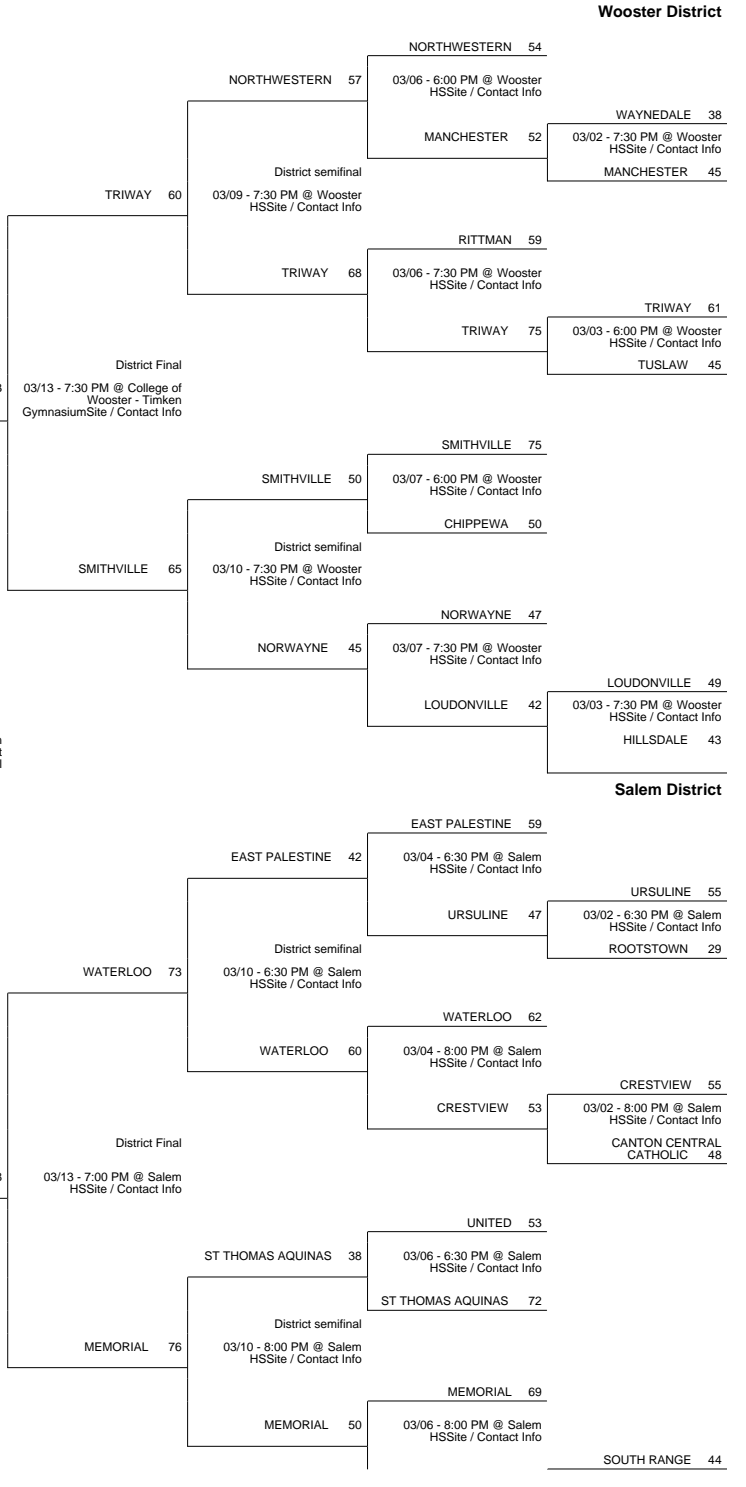 Wooster District
NORTHWESTERN 54
NORTHWESTERN 57
03/06 - 6:00 PM @ Wooster
HSSite / Contact Info
WAYNEDALE 38
MANCHESTER 52
03/02 - 7:30 PM @ Wooster
HSSite / Contact Info
District semifinal
MANCHESTER 45
TRIWAY 60
03/09 - 7:30 PM @ Wooster
HSSite / Contact Info
RITTMAN 59
TRIWAY 68
03/06 - 7:30 PM @ Wooster
HSSite / Contact Info
TRIWAY 61
TRIWAY 75
03/03 - 6:00 PM @ Wooster
HSSite / Contact Info
District Final
TUSLAW 45
3
03/13 - 7:30 PM @ College of
Wooster - Timken
GymnasiumSite / Contact Info
SMITHVILLE 75
SMITHVILLE 50
03/07 - 6:00 PM @ Wooster
HSSite / Contact Info
CHIPPEWA 50
District semifinal
SMITHVILLE 65
03/10 - 7:30 PM @ Wooster
HSSite / Contact Info
NORWAYNE 47
NORWAYNE 45
03/07 - 7:30 PM @ Wooster
HSSite / Contact Info
LOUDONVILLE 49
LOUDONVILLE 42
03/03 - 7:30 PM @ Wooster
HSSite / Contact Info
HILLSDALE 43
Salem District
EAST PALESTINE 59
EAST PALESTINE 42
03/04 - 6:30 PM @ Salem
HSSite / Contact Info
URSULINE 55
URSULINE 47
03/02 - 6:30 PM @ Salem
HSSite / Contact Info
District semifinal
ROOTSTOWN 29
WATERLOO 73
03/10 - 6:30 PM @ Salem
HSSite / Contact Info
WATERLOO 62
WATERLOO 60
03/04 - 8:00 PM @ Salem
HSSite / Contact Info
CRESTVIEW 55
CRESTVIEW 53
03/02 - 8:00 PM @ Salem
HSSite / Contact Info
District Final
CANTON CENTRAL
CATHOLIC 48
3
03/13 - 7:00 PM @ Salem
HSSite / Contact Info
UNITED 53
ST THOMAS AQUINAS 38
03/06 - 6:30 PM @ Salem
HSSite / Contact Info
ST THOMAS AQUINAS 72
District semifinal
MEMORIAL 76
03/10 - 8:00 PM @ Salem
HSSite / Contact Info
MEMORIAL 69
MEMORIAL 50
03/06 - 8:00 PM @ Salem
HSSite / Contact Info
SOUTH RANGE 44